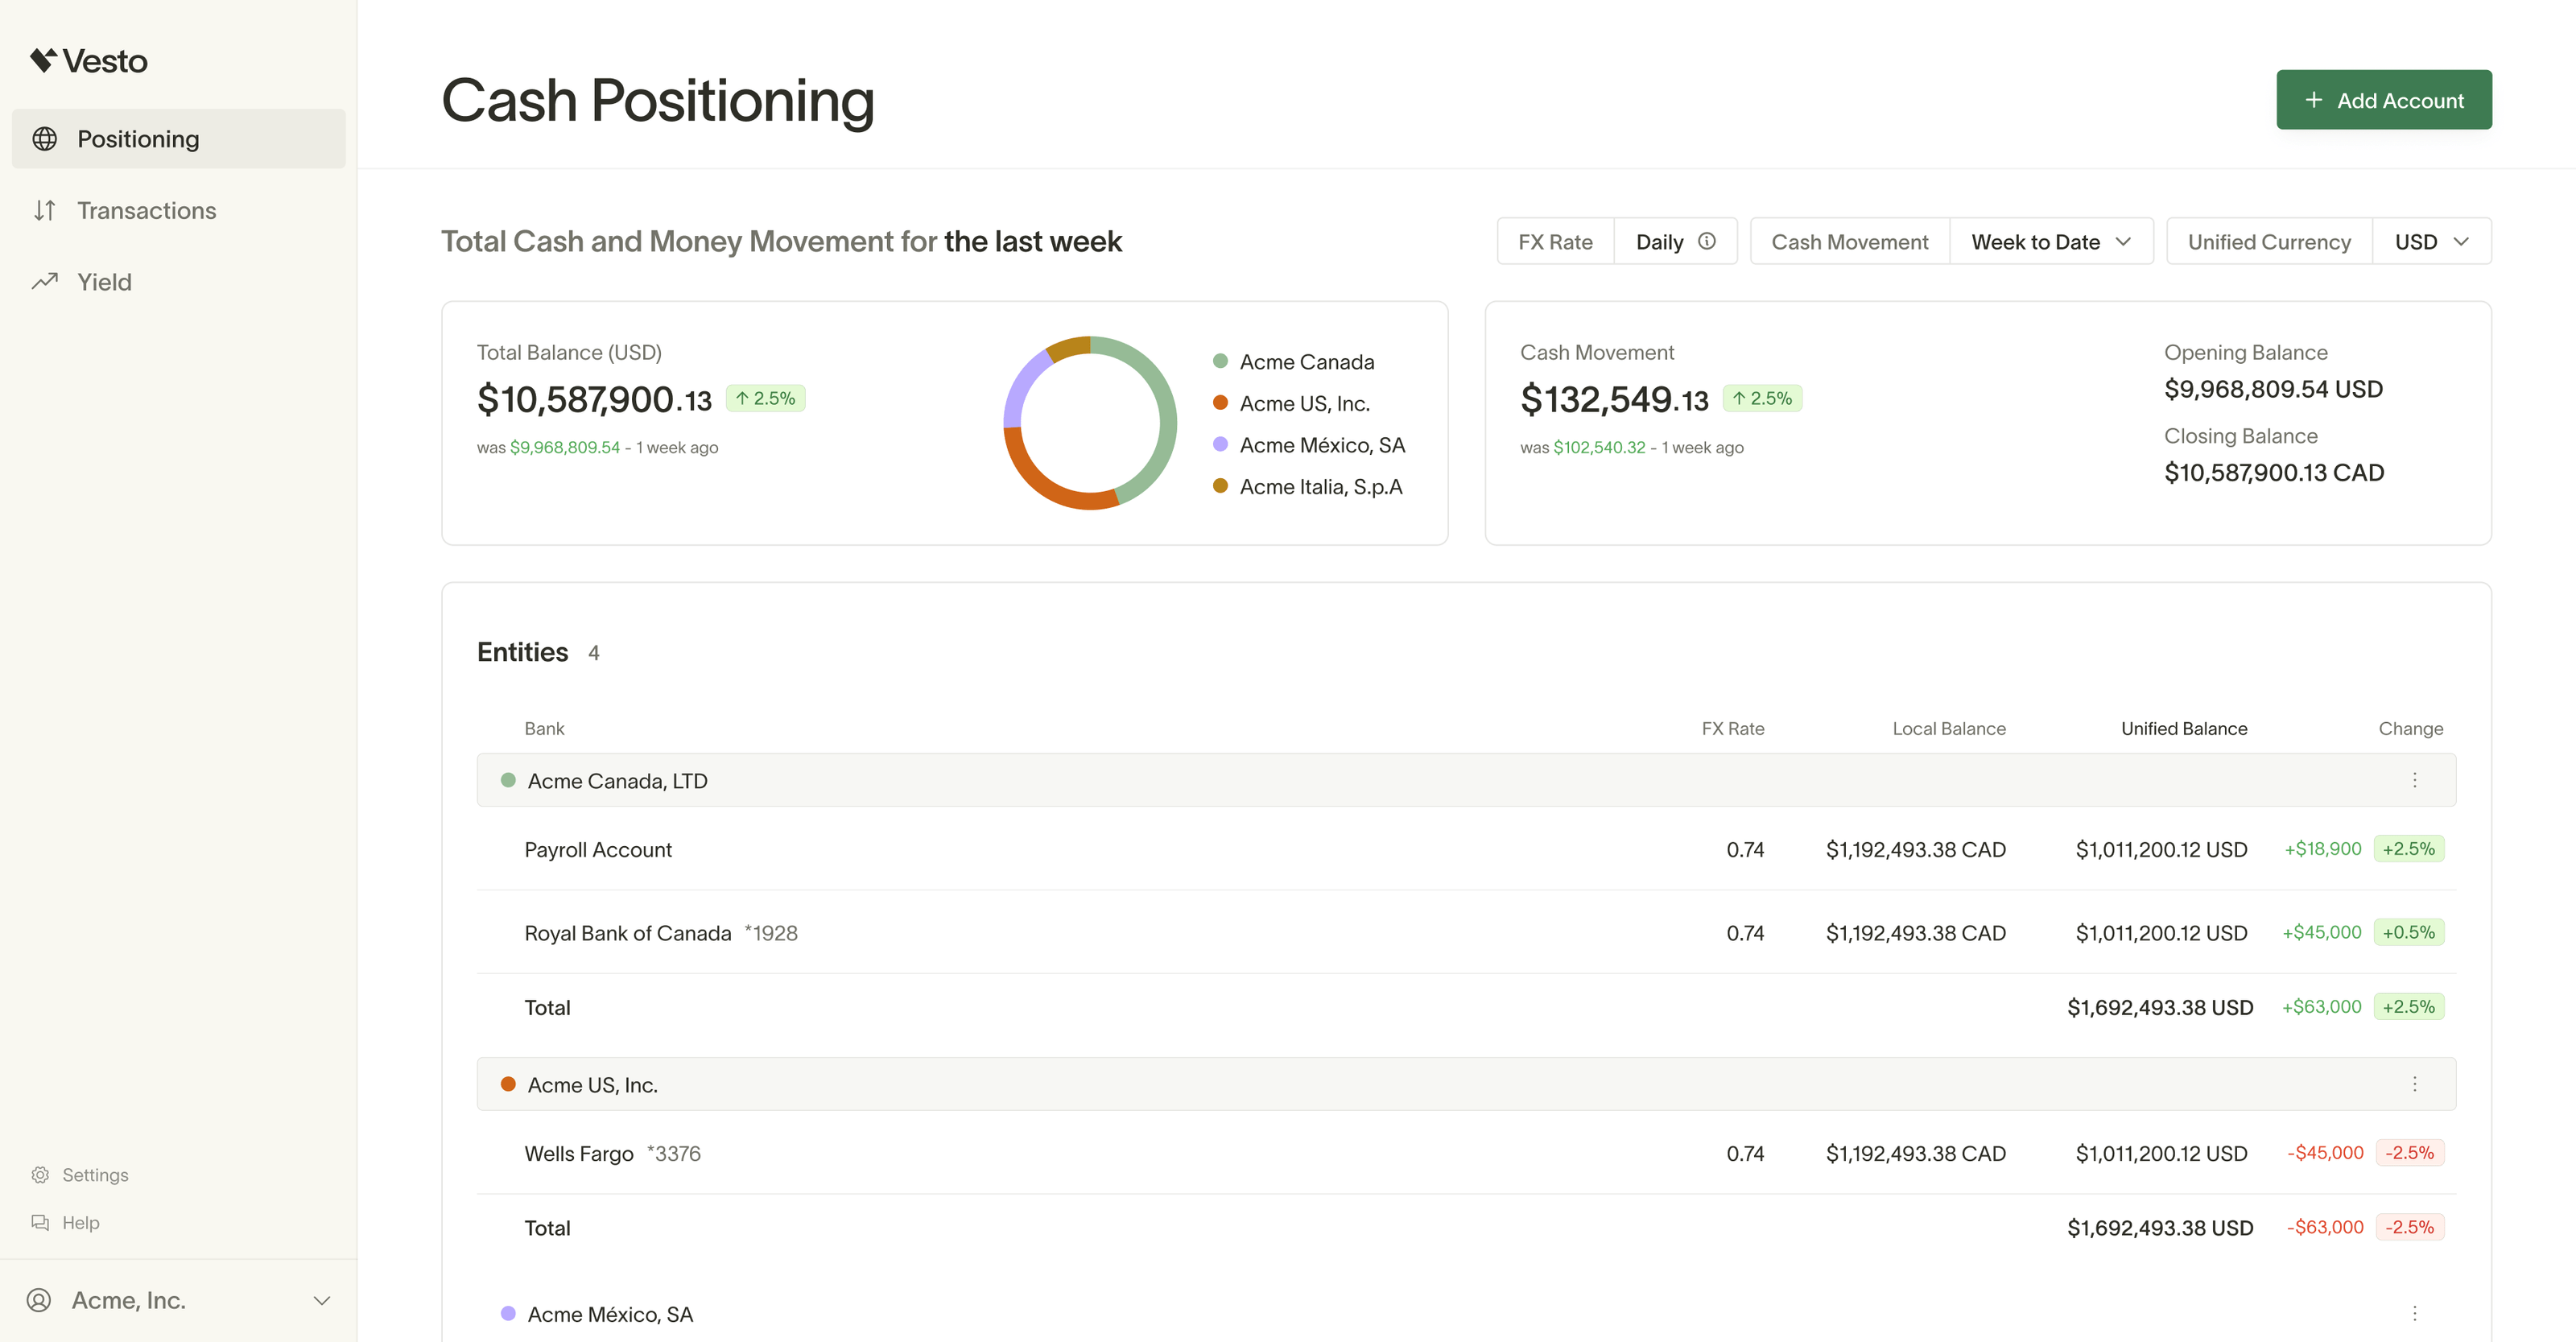 Vesto
Positioning
Transactions
Yield
Settings
Help
Acme, Inc.
Cash Positioning
+ Add Account
Total Cash and Money Movement for the last week
FX Rate Daily
Cash Movement Week to Date
Unified Currency USD
Total Balance (USD)
$10,587,900.13 ↑ 2.5%
was $9,968,809.54 - 1 week ago
Acme Canada
Acme US, Inc.
Acme México, SA
Acme Italia, S.p.A
Cash Movement
$132,549.13 ↑ 2.5%
was $102,540.32 - 1 week ago
Opening Balance
$9,968,809.54 USD
Closing Balance
$10,587,900.13 CAD
Entities 4
Bank FX Rate Local Balance Unified Balance Change
Acme Canada, LTD
Payroll Account 0.74 $1,192,493.38 CAD $1,011,200.12 USD +$18,900 +2.5%
Royal Bank of Canada *1928 0.74 $1,192,493.38 CAD $1,011,200.12 USD +$45,000 +0.5%
Total $1,692,493.38 USD +$63,000 +2.5%
Acme US, Inc.
Wells Fargo *3376 0.74 $1,192,493.38 CAD $1,011,200.12 USD -$45,000 -2.5%
Total $1,692,493.38 USD -$63,000 -2.5%
Acme México, SA